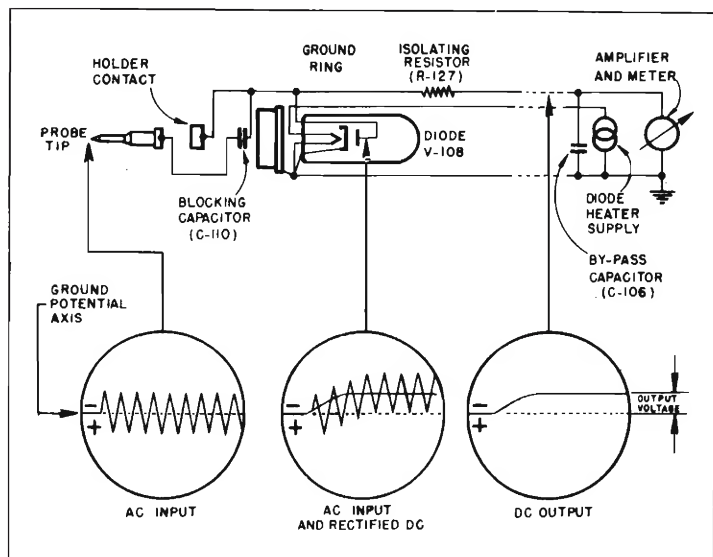 GROUND
RING
ISOLATING
RESISTOR
(R-127)
AMPLIFIER
AND METER
HOLDER
CONTACT
PROBE
TIP
DIODE
V-108
BLOCKING
CAPACITOR
(C-110)
DIODE
HEATER
SUPPLY
BY-PASS
CAPACITOR
(C-106)
GROUND
POTENTIAL
AXIS
−
+
−
+
−
+
OUTPUT
VOLTAGE
AC INPUT
AC INPUT
AND RECTIFIED DC
DC OUTPUT